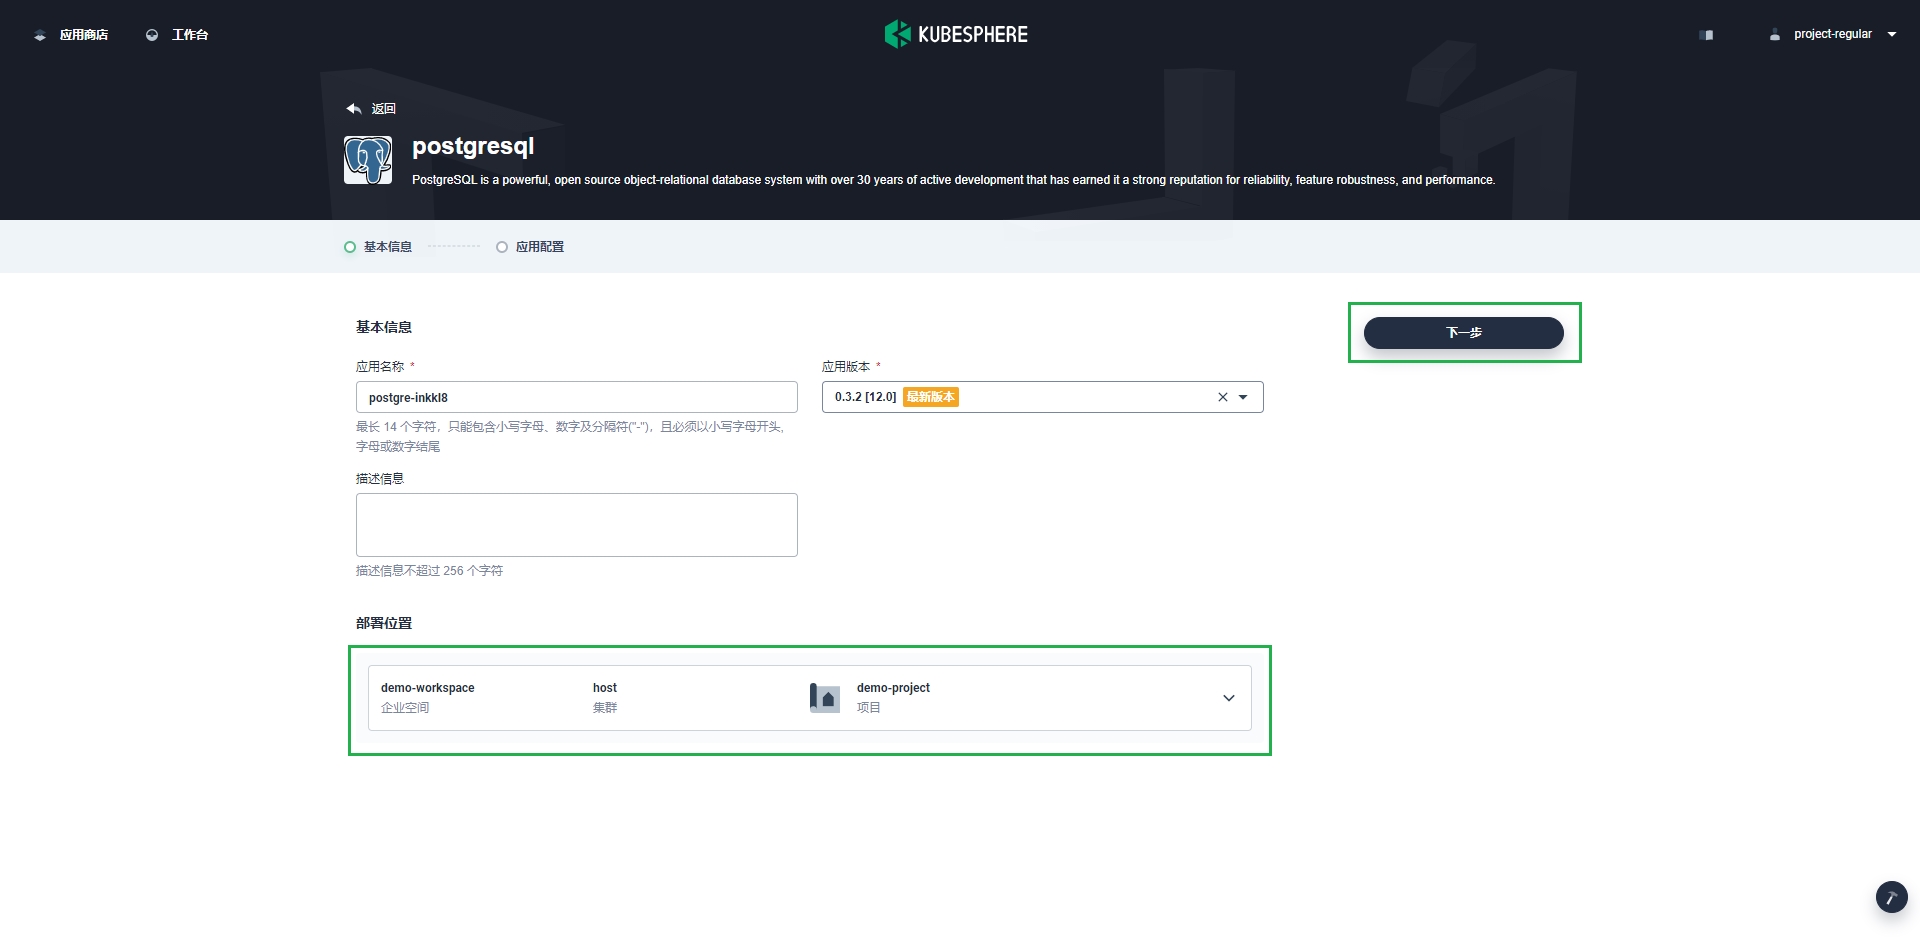 应用商店
工作台
KUBESPHERE
project-regular
返回
postgresql
PostgreSQL is a powerful, open source object-relational database system with over 30 years of active development that has earned it a strong reputation for reliability, feature robustness, and performance.
基本信息
应用配置
基本信息
下一步
应用名称 *
应用版本 *
postgre-inkkl8
0.3.2 [12.0] 最新版本
最长 14 个字符，只能包含小写字母、数字及分隔符("-")，且必须以小写字母开头，
字母或数字结尾
描述信息
描述信息不超过 256 个字符
部署位置
demo-workspace
企业空间
host
集群
demo-project
项目